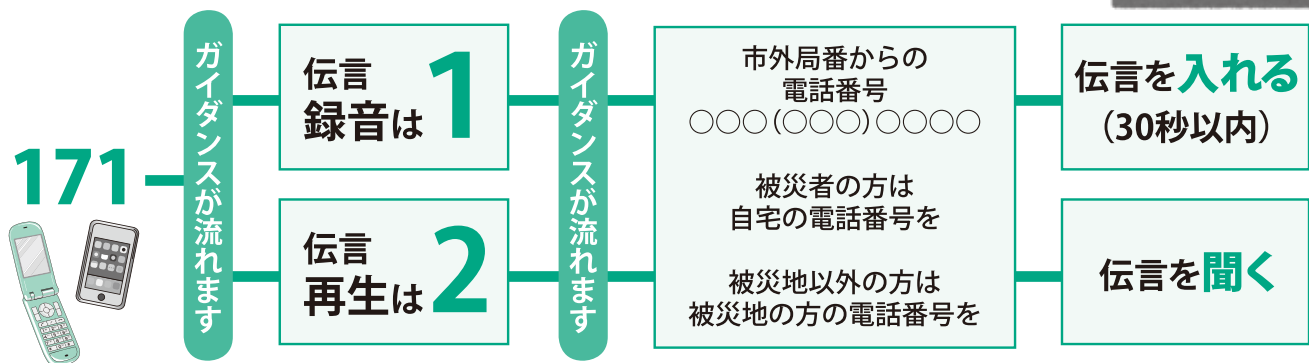 171
ガイダンスが流れます
伝言
録音は1
伝言
再生は2
ガイダンスが流れます
市外局番からの
電話番号
○○○(○○○)○○○○
被災者の方は
自宅の電話番号を
被災地以外の方は
被災地の方の電話番号を
伝言を入れる
(30秒以内)
伝言を聞く